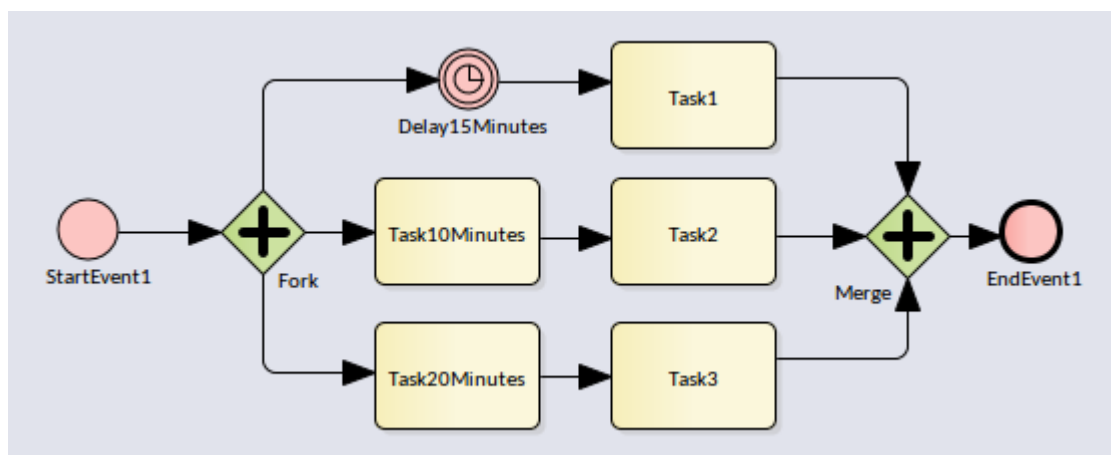 Task1
Delay15Minutes
Task10Minutes
Task2
StartEvent1
Fork
Merge
EndEvent1
Task20Minutes
Task3